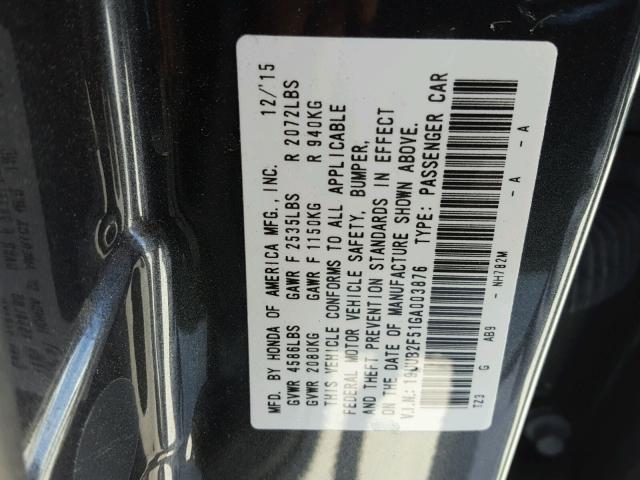 MFD. BY HONDA OF AMERICA MFG., INC. 12/'15
GVWR 4586LBS GAWR F 2535LBS R 2072LBS
GVWR 2080KG GAWR F 1150KG R 940KG
THIS VEHICLE CONFORMS TO ALL APPLICABLE
FEDERAL MOTOR VEHICLE SAFETY, BUMPER,
AND THEFT PREVENTION STANDARDS IN EFFECT
ON THE DATE OF MANUFACTURE SHOWN ABOVE.
V.I.N.: 19UUB2F51GA003876 TYPE: PASSENGER CAR
TZ3 G AB9 - NH782M - A - A